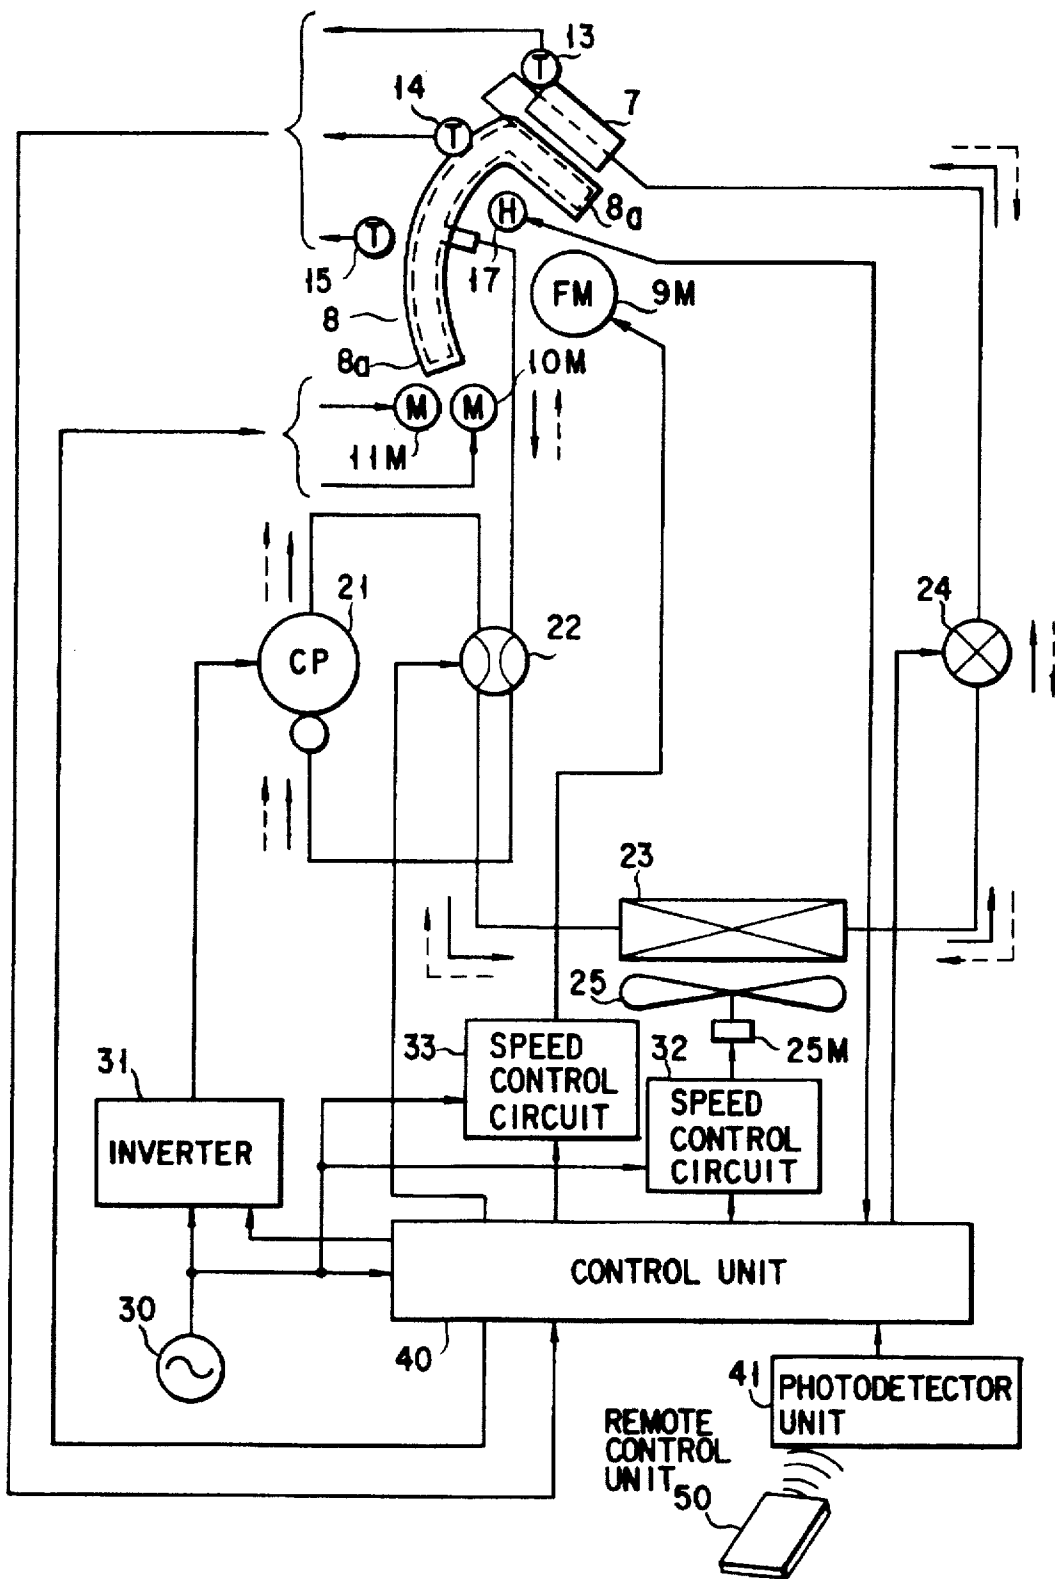 13
T
14
7
T
8a
H
T
15
17
FM
9M
8
8a
10M
M
M
11M
21
22
24
CP
23
25
33
SPEED
CONTROL
CIRCUIT
32
25M
31
SPEED
CONTROL
CIRCUIT
INVERTER
CONTROL UNIT
30
40
41
PHOTODETECTOR
UNIT
REMOTE
CONTROL
UNIT
50